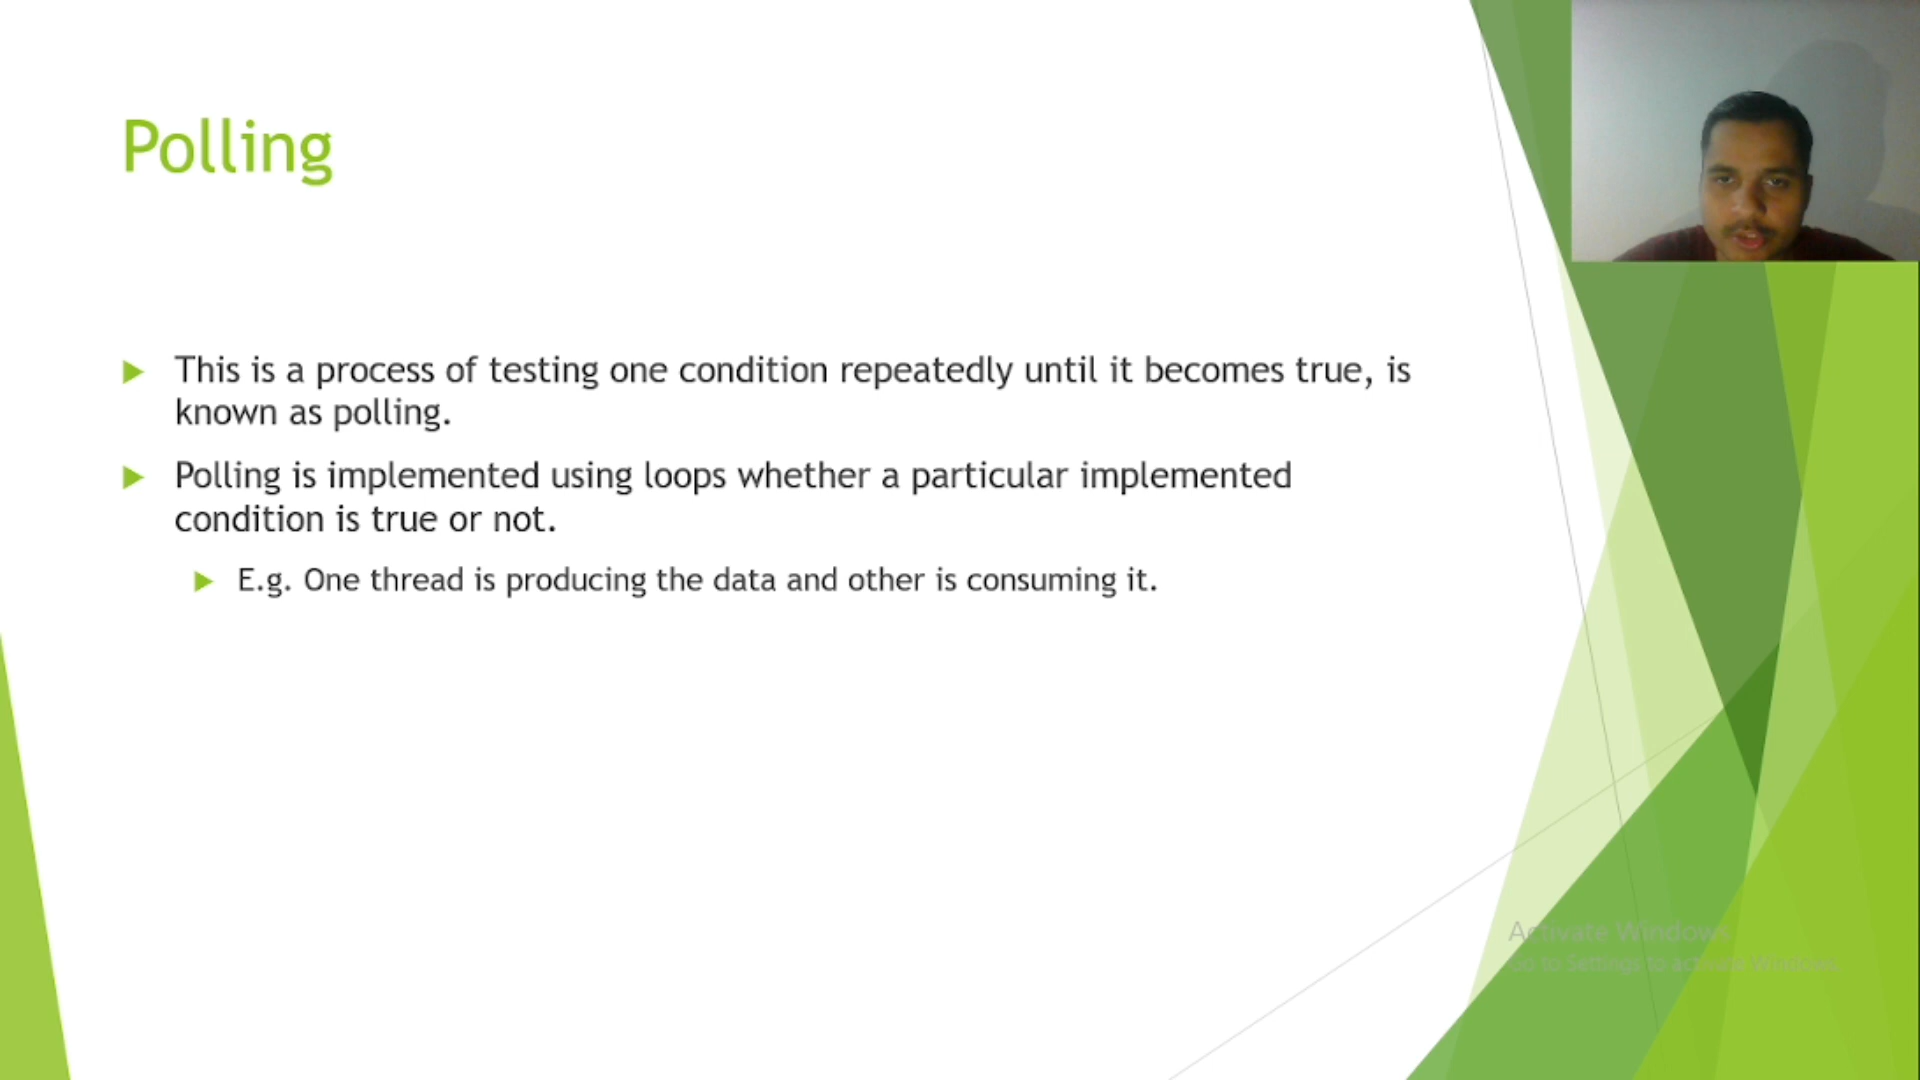 Polling
This is a process of testing one condition repeatedly until it becomes true, is
known as polling.
Polling is implemented using loops whether a particular implemented
condition is true or not.
E.g. One thread is producing the data and other is consuming it.
Activate Windows
Go to Settings to activate Windows.